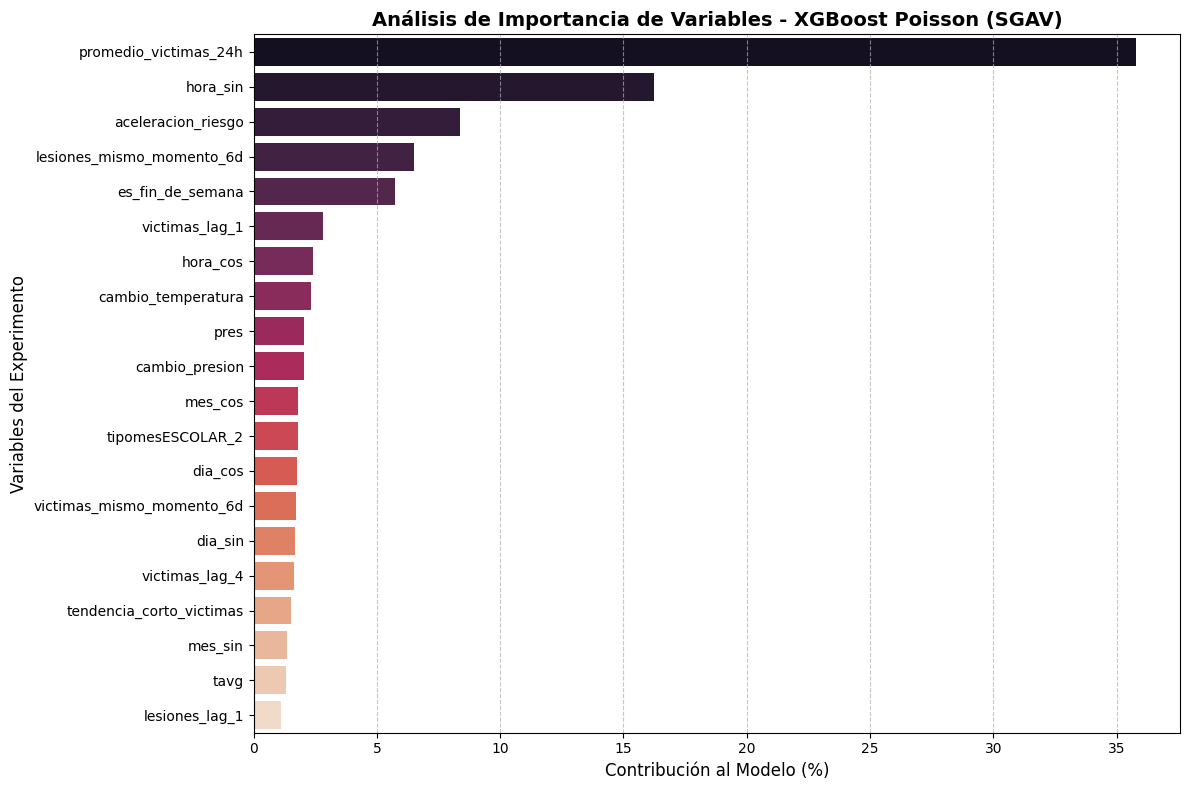 Análisis de Importancia de Variables - XGBoost Poisson (SGAV)
Variables del Experimento
promedio_victimas_24h
hora_sin
aceleracion_riesgo
lesiones_mismo_momento_6d
es_fin_de_semana
victimas_lag_1
hora_cos
cambio_temperatura
pres
cambio_presion
mes_cos
tipomesESCOLAR_2
dia_cos
victimas_mismo_momento_6d
dia_sin
victimas_lag_4
tendencia_corto_victimas
mes_sin
tavg
lesiones_lag_1
0 5 10 15 20 25 30 35
Contribución al Modelo (%)